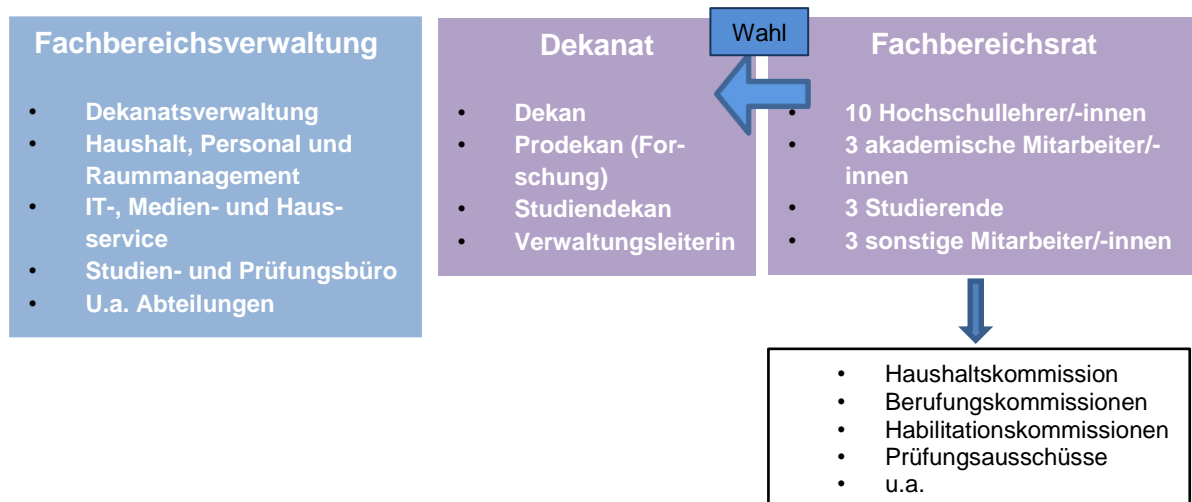 Fachbereichsverwaltung
• Dekanatsverwaltung
• Haushalt, Personal und
Raummanagement
• IT-, Medien- und Haus-
service
• Studien- und Prüfungsbüro
• U.a. Abteilungen
Dekanat
• Dekan
• Prodekan (For-
schung)
• Studiendekan
• Verwaltungsleiterin
Wahl
Fachbereichsrat
• 10 Hochschullehrer/-innen
• 3 akademische Mitarbeiter/-
innen
• 3 Studierende
• 3 sonstige Mitarbeiter/-innen
• Haushaltskommission
• Berufungskommissionen
• Habilitationskommissionen
• Prüfungsausschüsse
• u.a.